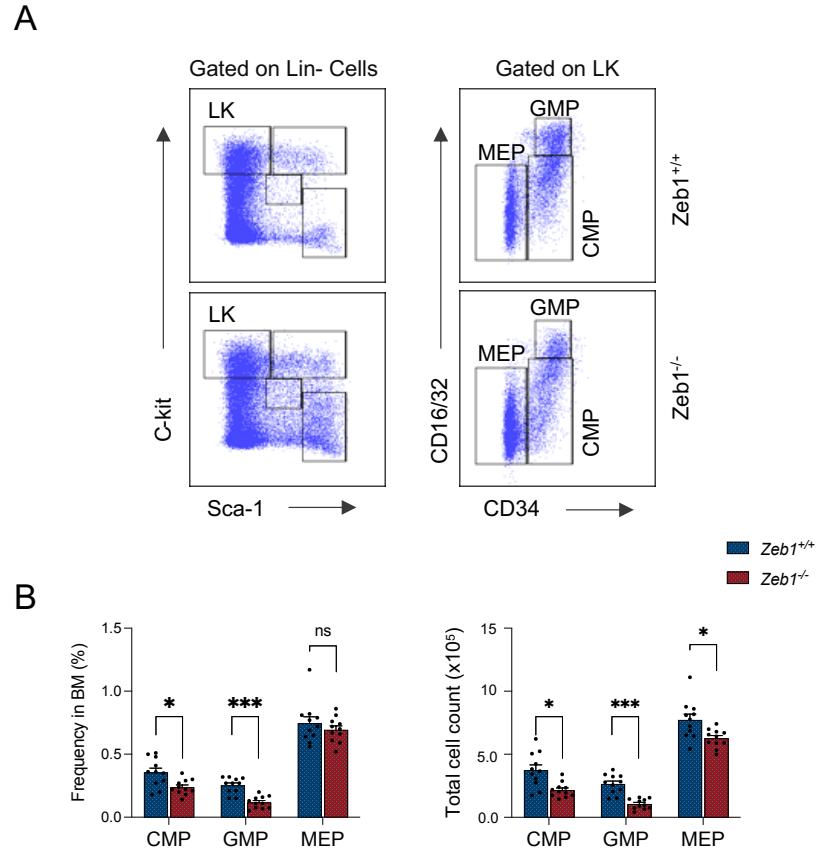 A
Gated on Lin- Cells
Gated on LK
LK
GMP
MEP
CMP
Zeb1+/+
LK
GMP
MEP
CMP
Zeb1-/-
C-kit
CD16/32
Sca-1
CD34
Zeb1+/+
Zeb1-/-
B
Frequency in BM (%)
1.5
1.0
0.5
0.0
*
***
ns
CMP
GMP
MEP
Total cell count (x10⁵)
15
10
5.0
0.0
*
***
*
CMP
GMP
MEP